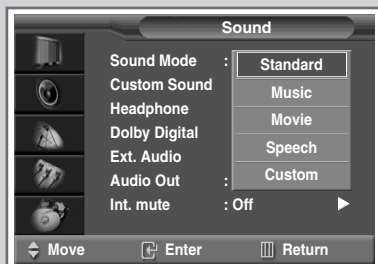 Sound
Sound Mode : Standard
Custom Sound Music
Headphone Movie
Dolby Digital Speech
Ext. Audio Custom
Audio Out :
Int. mute : Off
Move Enter Return